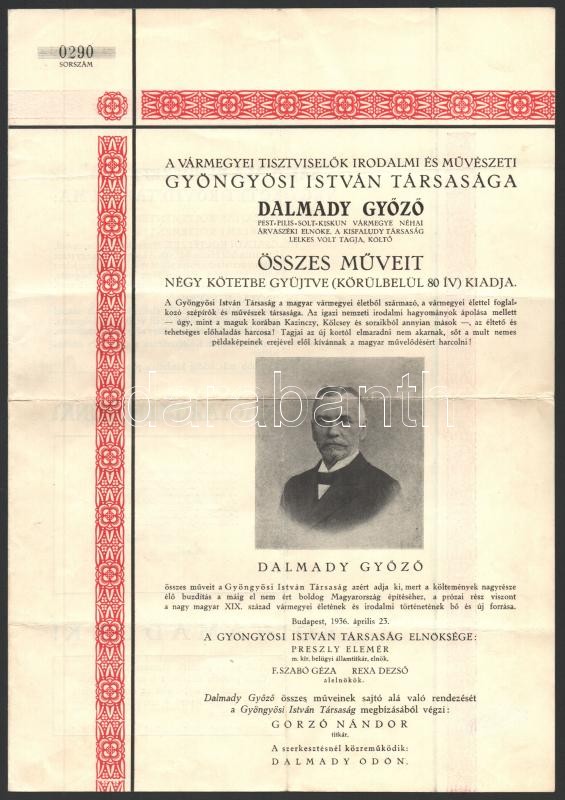 0290
SORSZÁM
A VÁRMEGYEI TISZTVISELŐK IRODALMI ÉS MŰVÉSZETI
GYÖNGYÖSI ISTVÁN TÁRSASÁGA
DALMADY GYŐZŐ
PEST-PILIS-SOLT-KISKUN VÁRMEGYE NÉHAI
ÁRVASZÉKI ELNÖKE, A KISFALUDY TÁRSASÁG
LELKES VOLT TAGJA, KÖLTŐ
ÖSSZES MŰVEIT
NÉGY KÖTETBE GYŰJTVE (KÖRÜLBELÜL 80 ÍV) KIADJA.
A Gyöngyösi István Társaság a magyar vármegyei életből származó, a vármegyei élettel foglal-
kozó szépírók és művészek társasága. Az igazi nemzeti irodalmi hagyományok ápolása mellett
— úgy, mint a maguk korában Kazinczy, Kölcsey és soraikból annyian mások —, az éltető és
tehetséges előhaladás harcosa! Tagjai az új kortól elmaradni nem akarnak, sőt a mult nemes
példaképeinek erejével elől kívánnak a magyar művelődésért harcolni!
darabanth
DALMADY GYŐZŐ
összes műveit a Gyöngyösi István Társaság azért adja ki, mert a költemények nagyrésze
élő buzdítás a máig el nem ért boldog Magyarország építéséhez, a prózai rész viszont
a nagy magyar XIX. század vármegyei életének és irodalmi történetének bő és új forrása.
Budapest, 1936. április 23.
A GYÖNGYÖSI ISTVÁN TÁRSASÁG ELNÖKSÉGE:
PRESZLY ELEMÉR
m. kir. belügyi államtitkár, elnök.
F. SZABÓ GÉZA REXA DEZSŐ
alelnökök.
Dalmady Győző összes műveinek sajtó alá való rendezését
a Gyöngyösi István Társaság megbízásából végzi:
GORZÓ NÁNDOR
titkár.
A szerkesztésnél közreműködik:
DALMADY ÖDÖN.